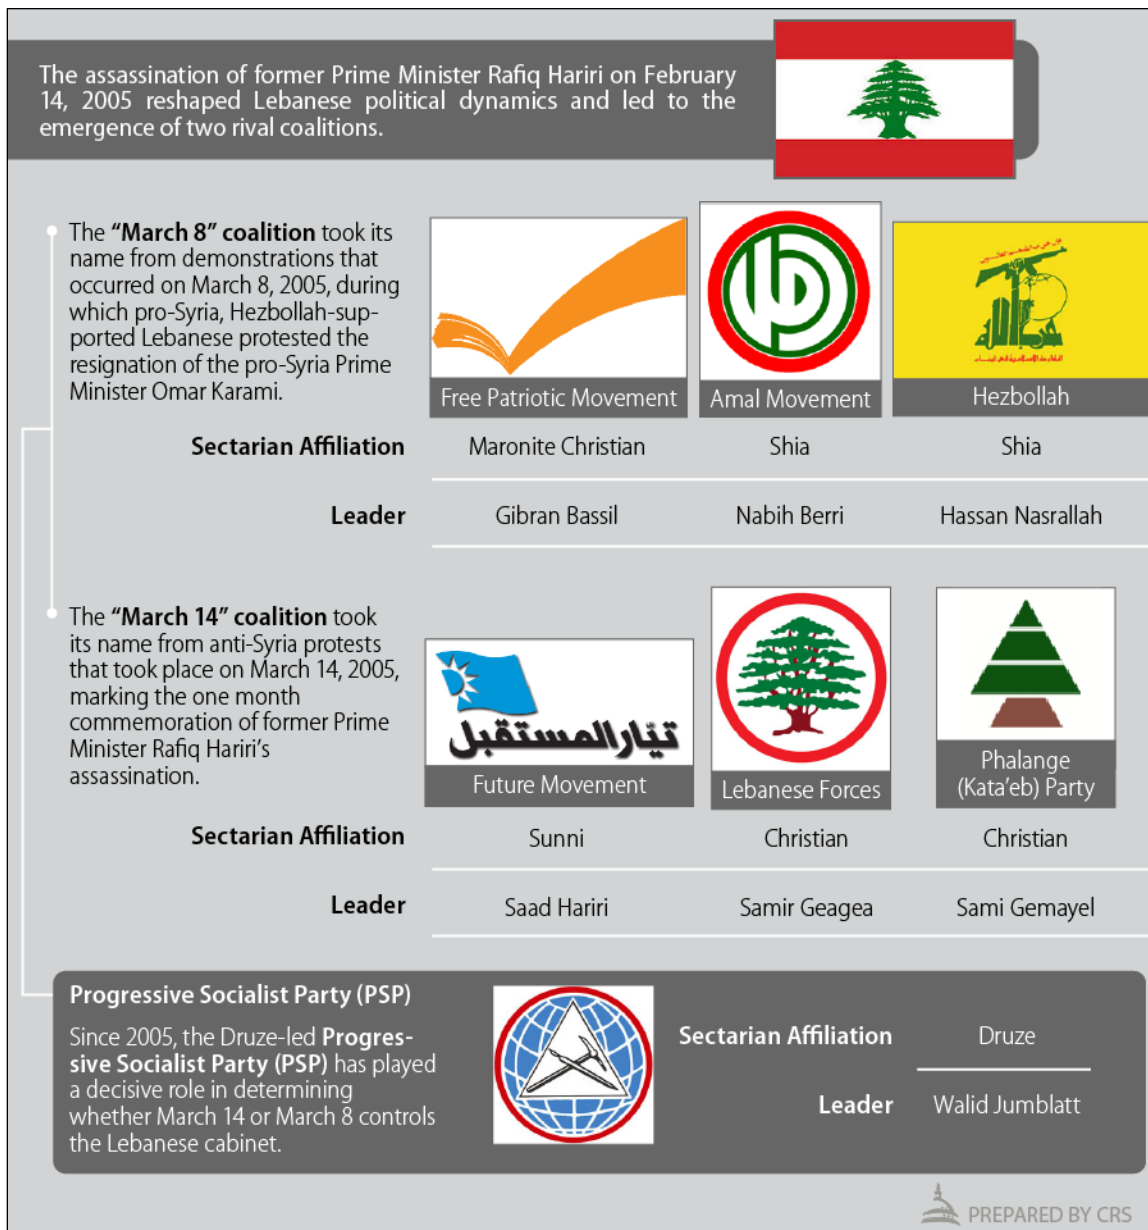 The assassination of former Prime Minister Rafiq Hariri on February
14, 2005 reshaped Lebanese political dynamics and led to the
emergence of two rival coalitions.
The “March 8” coalition took its
name from demonstrations that
occurred on March 8, 2005, during
which pro-Syria, Hezbollah-sup-
ported Lebanese protested the
resignation of the pro-Syria Prime
Minister Omar Karami.
Free Patriotic Movement
Amal Movement
حزب الله
Hezbollah
Sectarian Affiliation Maronite Christian Shia Shia
Leader Gibran Bassil Nabih Berri Hassan Nasrallah
The “March 14” coalition took
its name from anti-Syria protests
that took place on March 14, 2005,
marking the one month
commemoration of former Prime
Minister Rafiq Hariri’s
assassination.
تيّار المستقبل
Future Movement
Lebanese Forces
Phalange
(Kata’eb) Party
Sectarian Affiliation Sunni Christian Christian
Leader Saad Hariri Samir Geagea Sami Gemayel
Progressive Socialist Party (PSP)
Since 2005, the Druze-led Progres-
sive Socialist Party (PSP) has played
a decisive role in determining
whether March 14 or March 8 controls
the Lebanese cabinet.
Sectarian Affiliation Druze
Leader Walid Jumblatt
PREPARED BY CRS